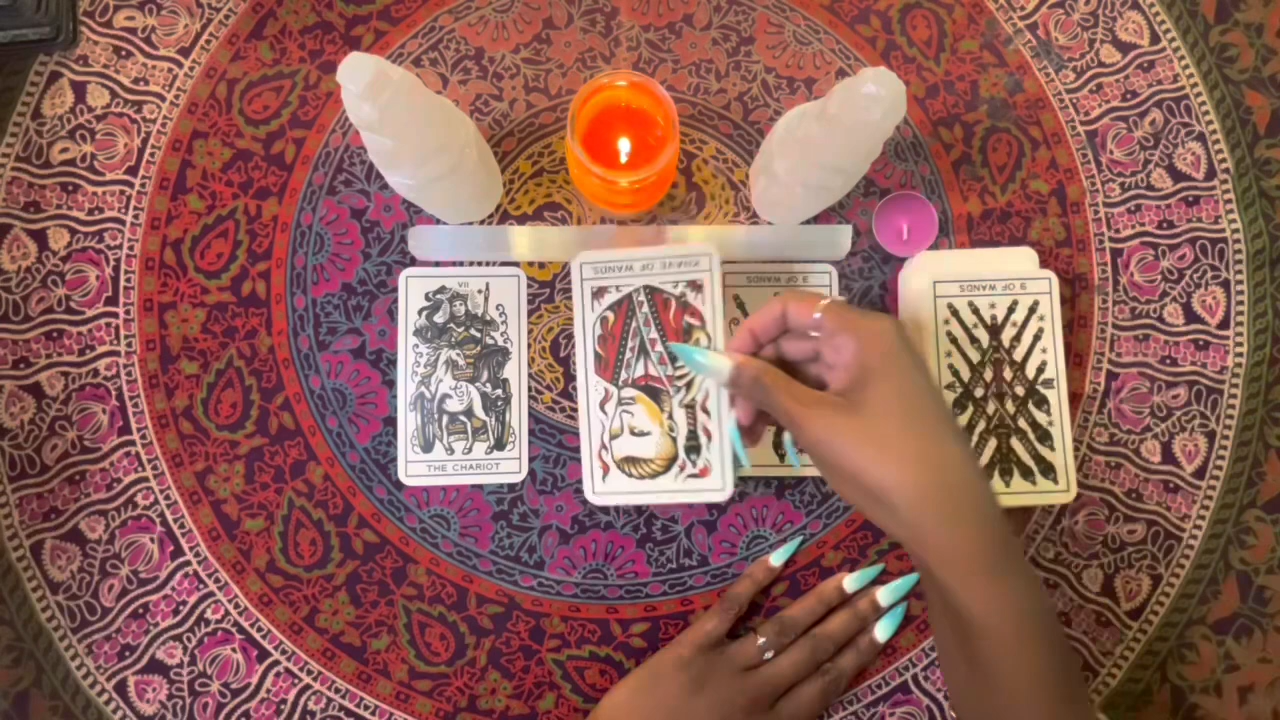 VII
THE CHARIOT
KNAVE OF WANDS
3 OF WANDS
9 OF WANDS